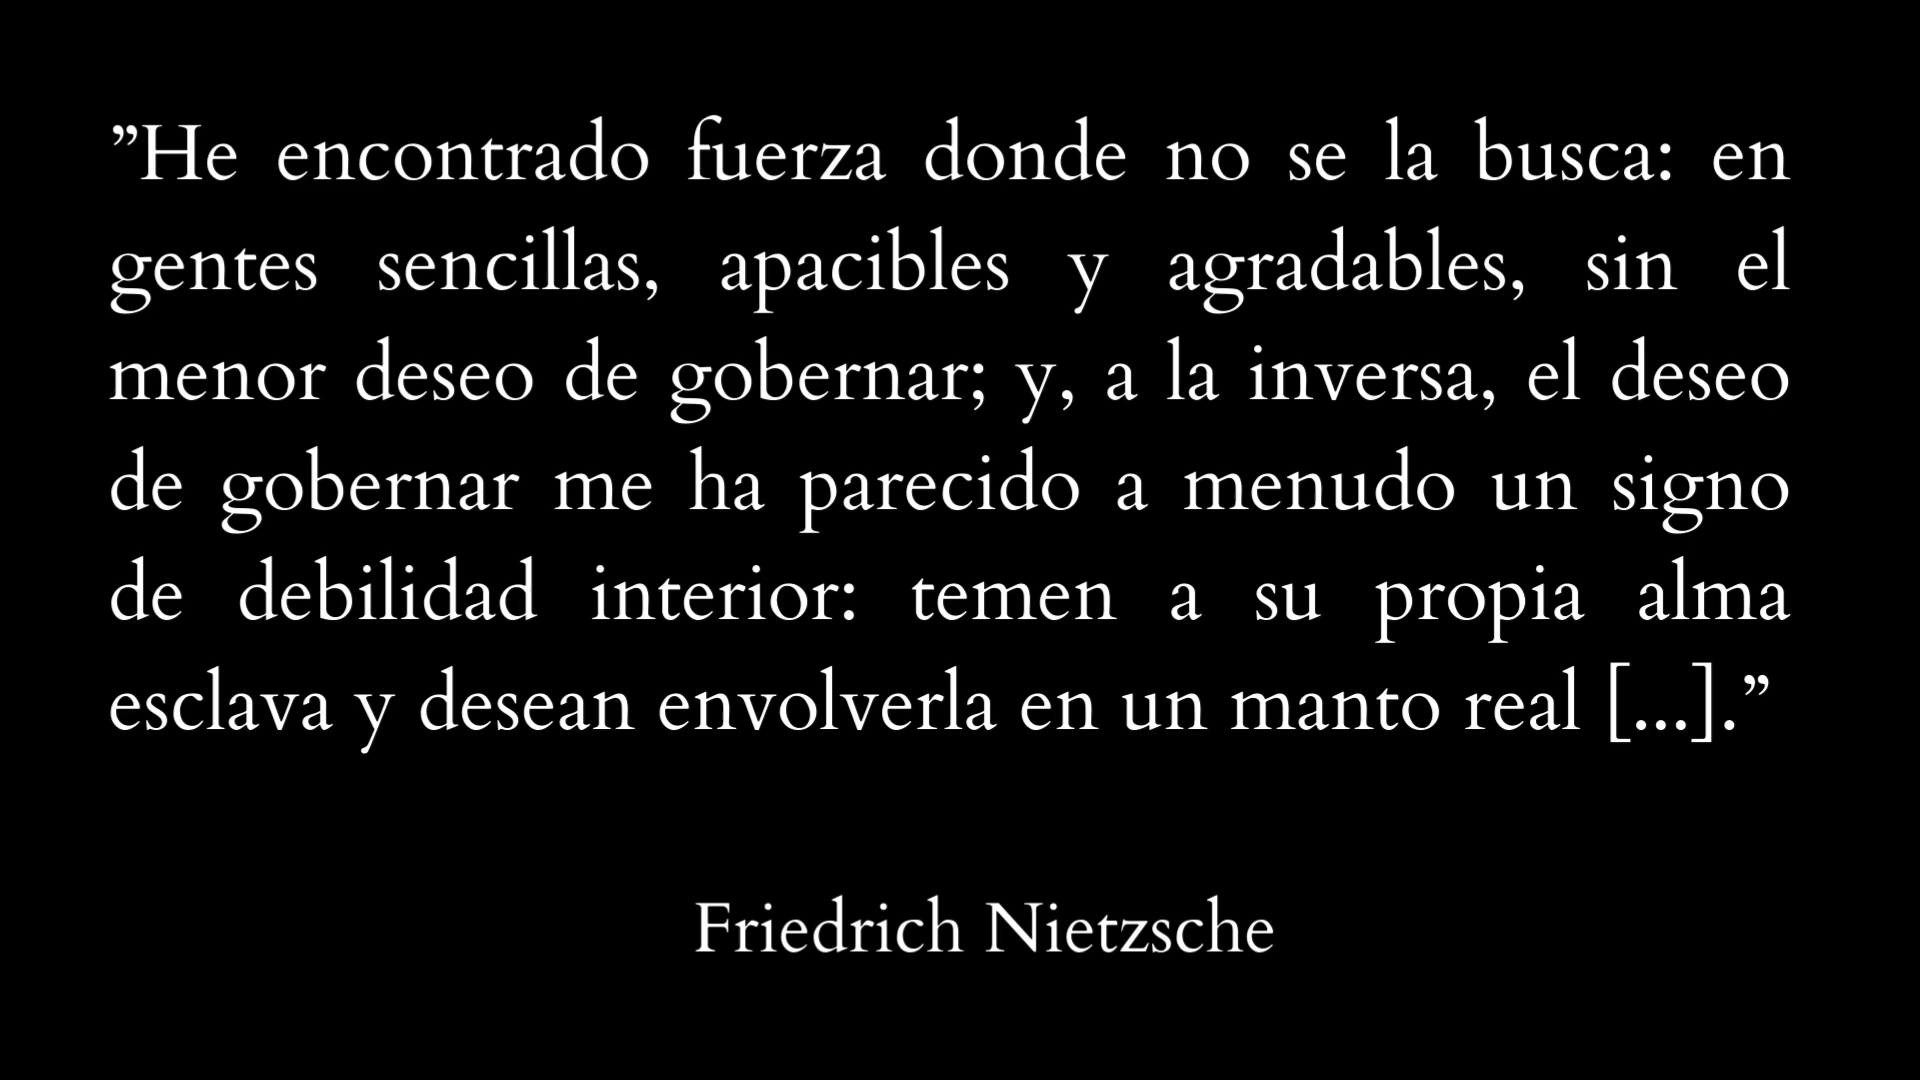 ”He encontrado fuerza donde no se la busca: en
gentes sencillas, apacibles y agradables, sin el
menor deseo de gobernar; y, a la inversa, el deseo
de gobernar me ha parecido a menudo un signo
de debilidad interior: temen a su propia alma
esclava y desean envolverla en un manto real [...].”
Friedrich Nietzsche